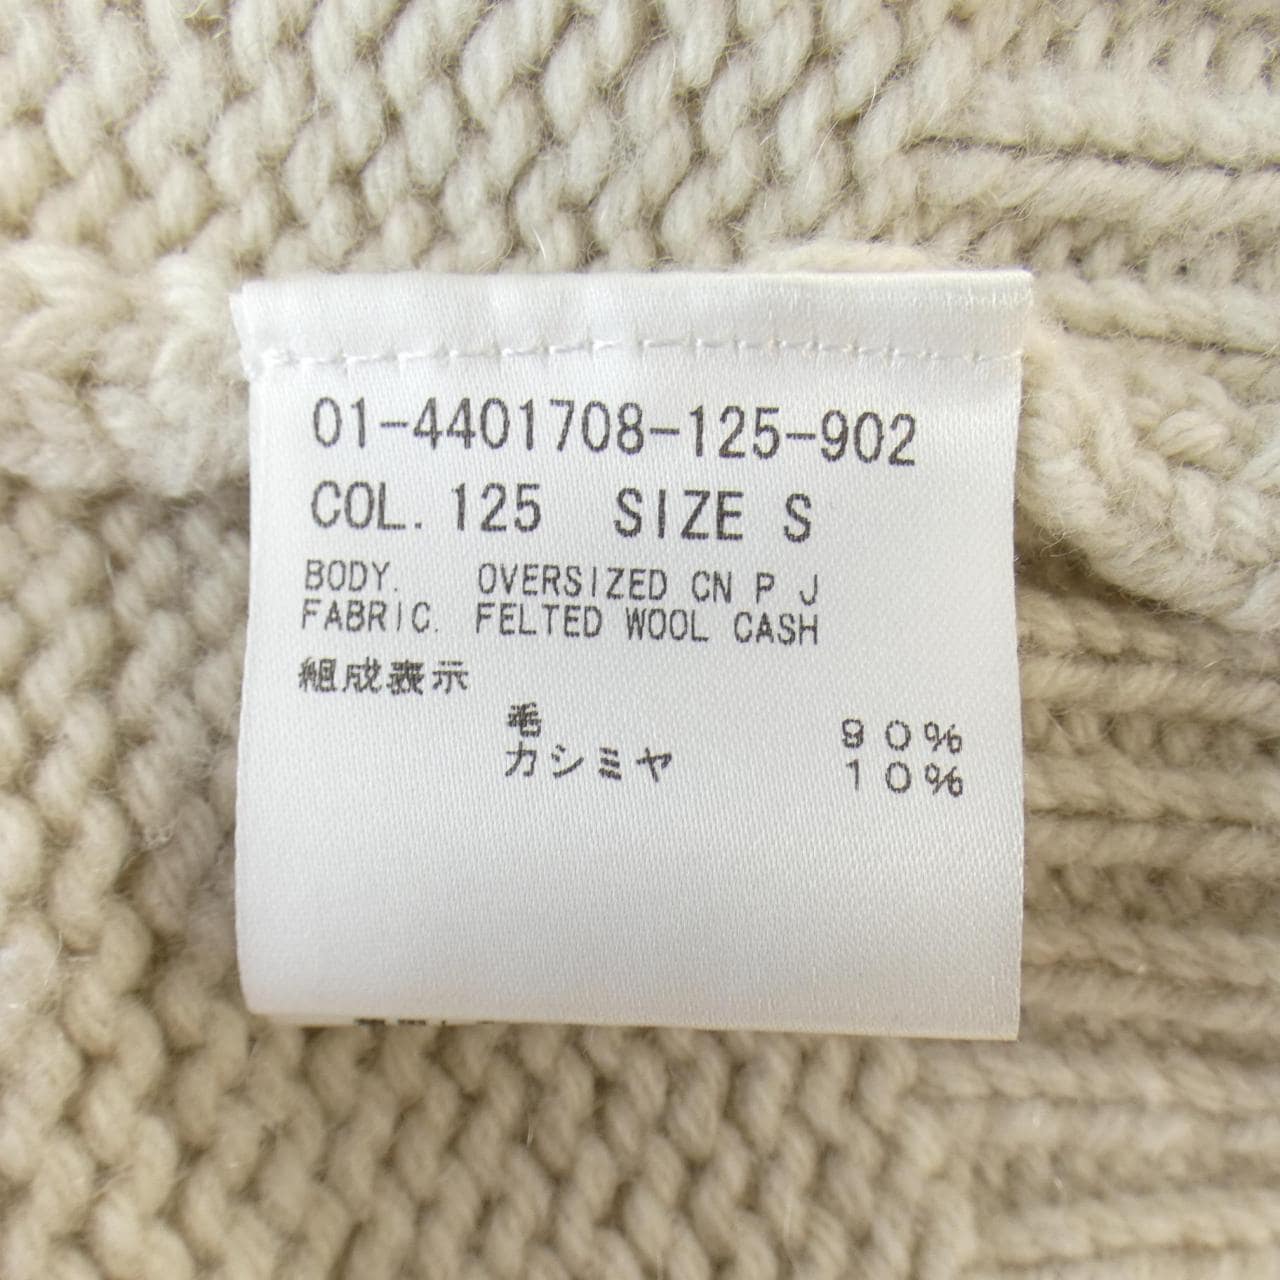 01-4401708-125-902
COL. 125 SIZE S
BODY. OVERSIZED CN P J
FABRIC. FELTED WOOL CASH
組成表示
毛 90%
カシミヤ 10%